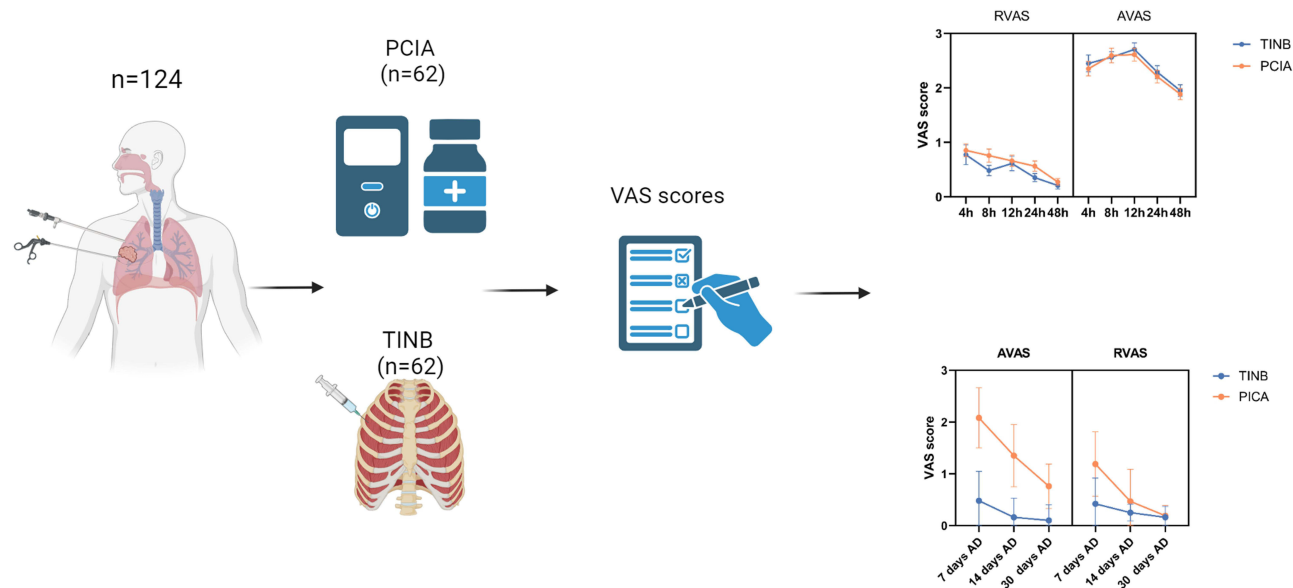 n=124
PCIA
(n=62)
TINB
(n=62)
VAS scores
RVAS AVAS
VAS score
3
2
1
0
4h 8h 12h 24h 48h 4h 8h 12h 24h 48h
TINB
PCIA
AVAS RVAS
VAS score
3
2
1
0
7 days AD 14 days AD 30 days AD 7 days AD 14 days AD 30 days AD
TINB
PICA